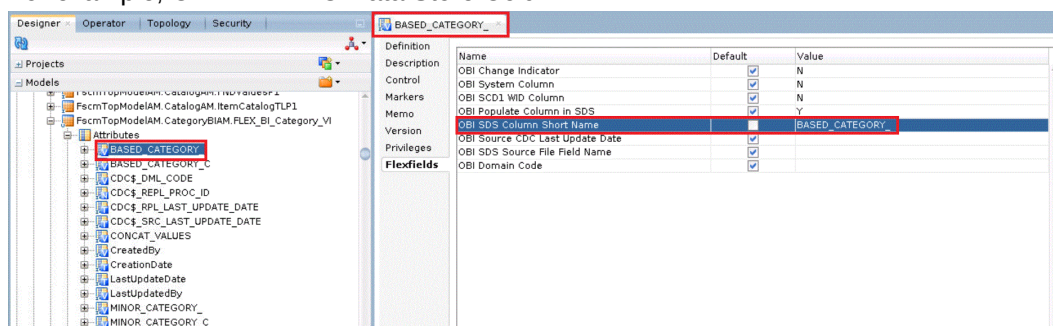 Designer Operator Topology Security
BASED_CATEGORY_
Projects
Models
FscmTopModelAM.CatalogAM.FNDValuesP1
FscmTopModelAM.CatalogAM.ItemCatalogTLP1
FscmTopModelAM.CategoryBIAM.FLEX_BI_Category_VI
Attributes
BASED_CATEGORY_
BASED_CATEGORY_C
CDC$_DML_CODE
CDC$_REPL_PROC_ID
CDC$_RPL_LAST_UPDATE_DATE
CDC$_SRC_LAST_UPDATE_DATE
CONCAT_VALUES
CreatedBy
CreationDate
LastUpdateDate
LastUpdatedBy
MINOR_CATEGORY_
MINOR_CATEGORY_C
Definition
Description
Control
Markers
Memo
Version
Privileges
Flexfields
Name Default Value
OBI Change Indicator N
OBI System Column N
OBI SCD1 WID Column N
OBI Populate Column in SDS Y
OBI SDS Column Short Name BASED_CATEGORY_
OBI Source CDC Last Update Date
OBI SDS Source File Field Name
OBI Domain Code